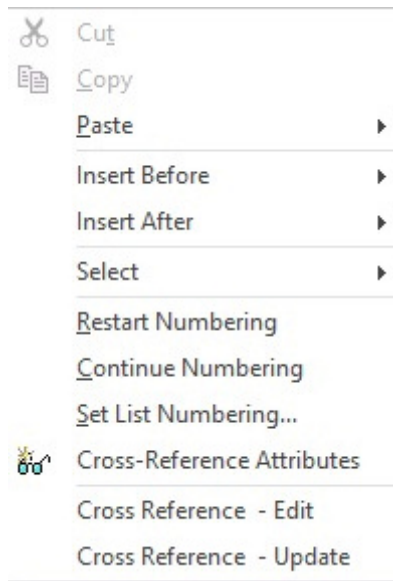 Cut
Copy
Paste
Insert Before
Insert After
Select
Restart Numbering
Continue Numbering
Set List Numbering...
Cross-Reference Attributes
Cross Reference - Edit
Cross Reference - Update